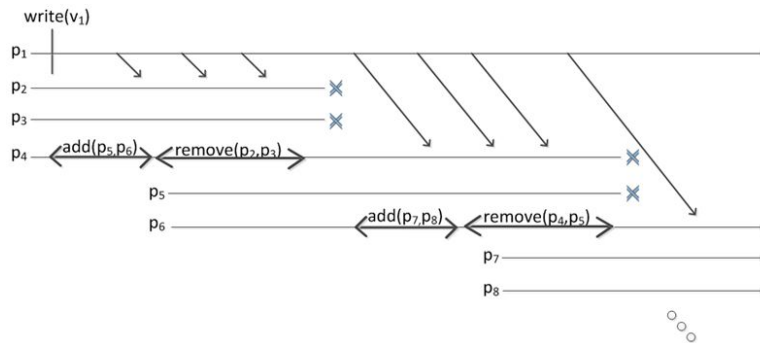 write(v₁)
p₁
p₂
p₃
p₄ add(p₅,p₆) remove(p₂,p₃)
p₅
p₆ add(p₇,p₈) remove(p₄,p₅)
p₇
p₈